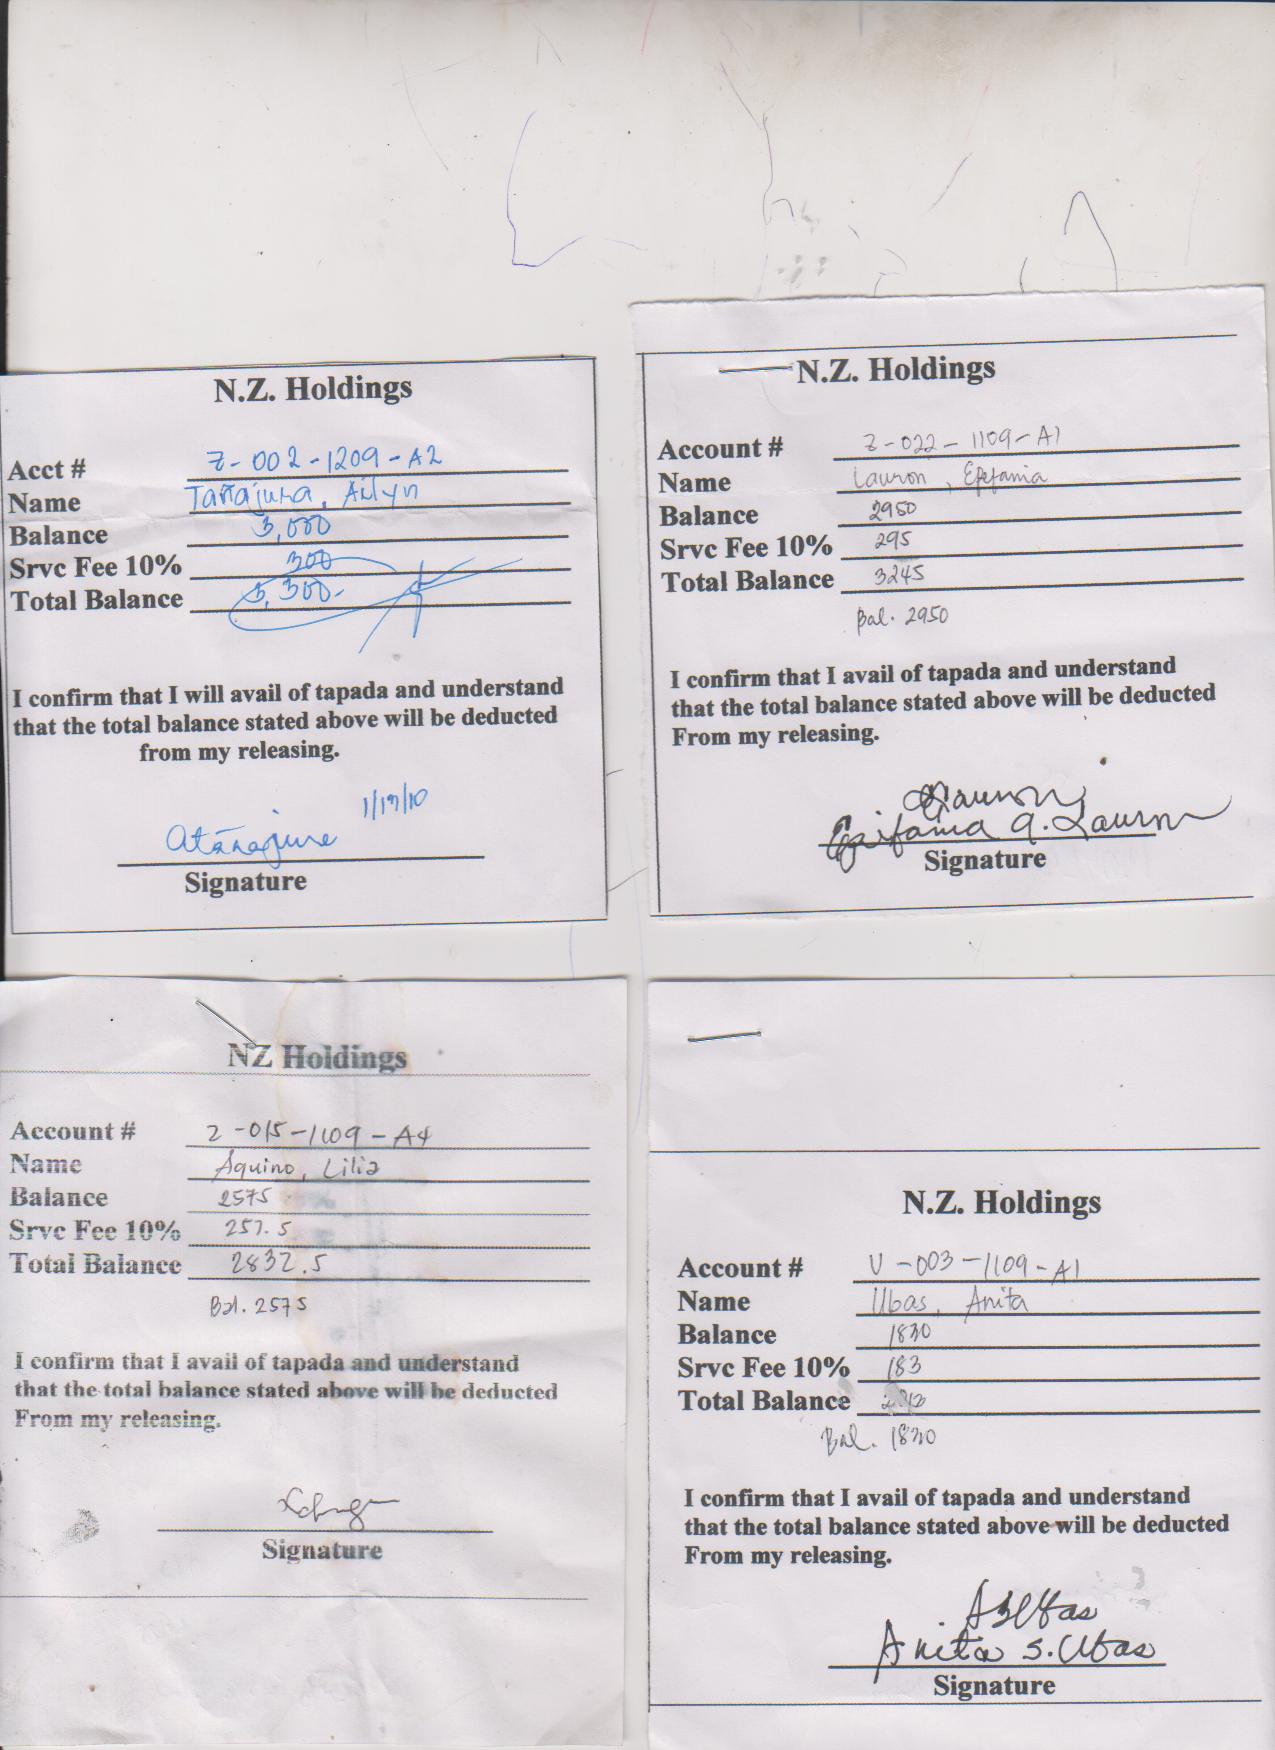 N.Z. Holdings
Acct # Z-002-1209-A2
Name Tañajura, Ailyn
Balance 3,000
Srvc Fee 10% 300
Total Balance 3,300-
I confirm that I will avail of tapada and understand
that the total balance stated above will be deducted
from my releasing.
1/19/10
Signature
N.Z. Holdings
Account # Z-022-1109-A1
Name Lauron, Epefania
Balance 2950
Srvc Fee 10% 295
Total Balance 3245
Bal. 2950
I confirm that I avail of tapada and understand
that the total balance stated above will be deducted
From my releasing.
Lauron
Epifania A. Lauron
Signature
NZ Holdings
Account # Z-015-1109-A4
Name Aquino, Lilia
Balance 2575
Srvc Fee 10% 257.5
Total Balance 2832.5
Bal. 2575
I confirm that I avail of tapada and understand
that the total balance stated above will be deducted
From my releasing.
Signature
N.Z. Holdings
Account # U-003-1109-A1
Name Ubas, Anita
Balance 1830
Srvc Fee 10% 183
Total Balance
Bal. 1830
I confirm that I avail of tapada and understand
that the total balance stated above will be deducted
From my releasing.
ASUbas
Anita S. Ubas
Signature